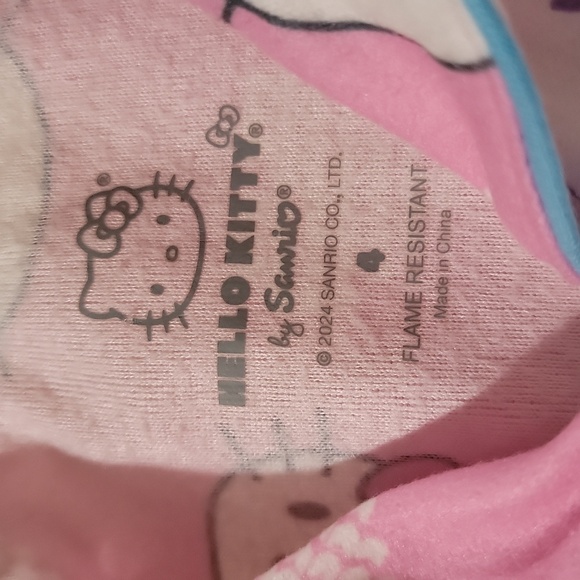 HELLO KITTY®
by Sanrio®
© 2024 SANRIO CO., LTD.
4
FLAME RESISTANT
Made in China